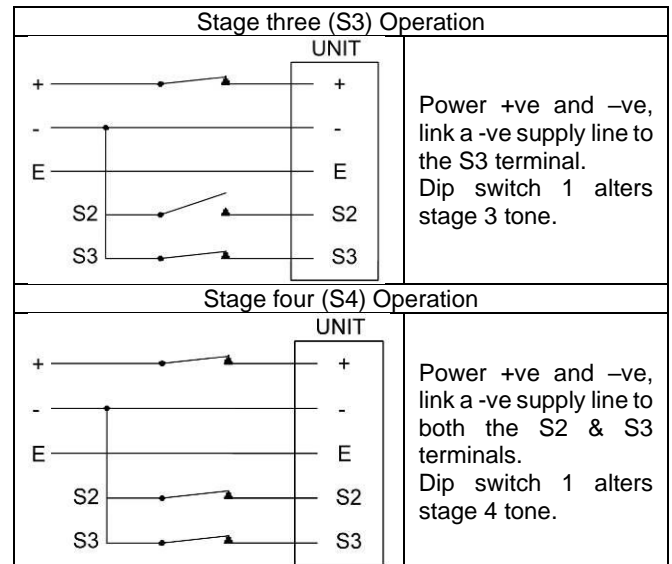 Stage three (S3) Operation
UNIT
+ +
- -
E E
S2 S2
S3 S3
Power +ve and –ve,
link a -ve supply line to
the S3 terminal.
Dip switch 1 alters
stage 3 tone.
Stage four (S4) Operation
UNIT
+ +
- -
E E
S2 S2
S3 S3
Power +ve and –ve,
link a -ve supply line to
both the S2 & S3
terminals.
Dip switch 1 alters
stage 4 tone.